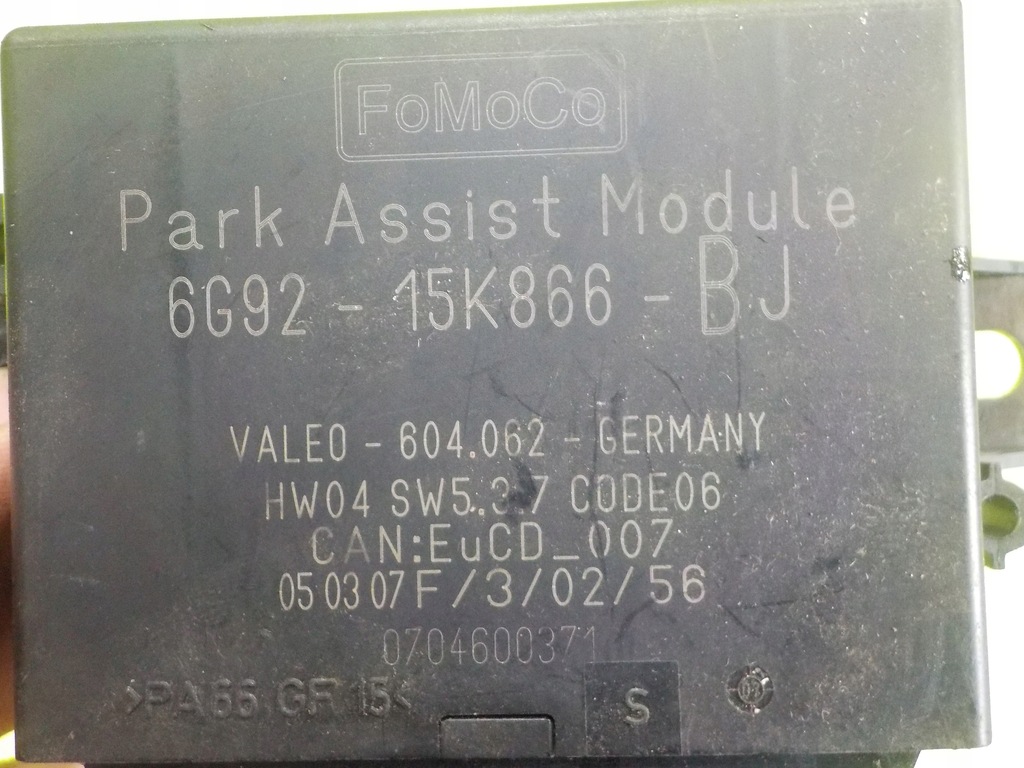 FoMoCo
Park Assist Module
6G92 - 15K866 - BJ
VALEO - 604.062 - GERMANY
HW04 SW5.3.7 CODE06
CAN:EuCD_007
05 03 07 F/3/02/56
0704600371
>PA66 GF 15<
S